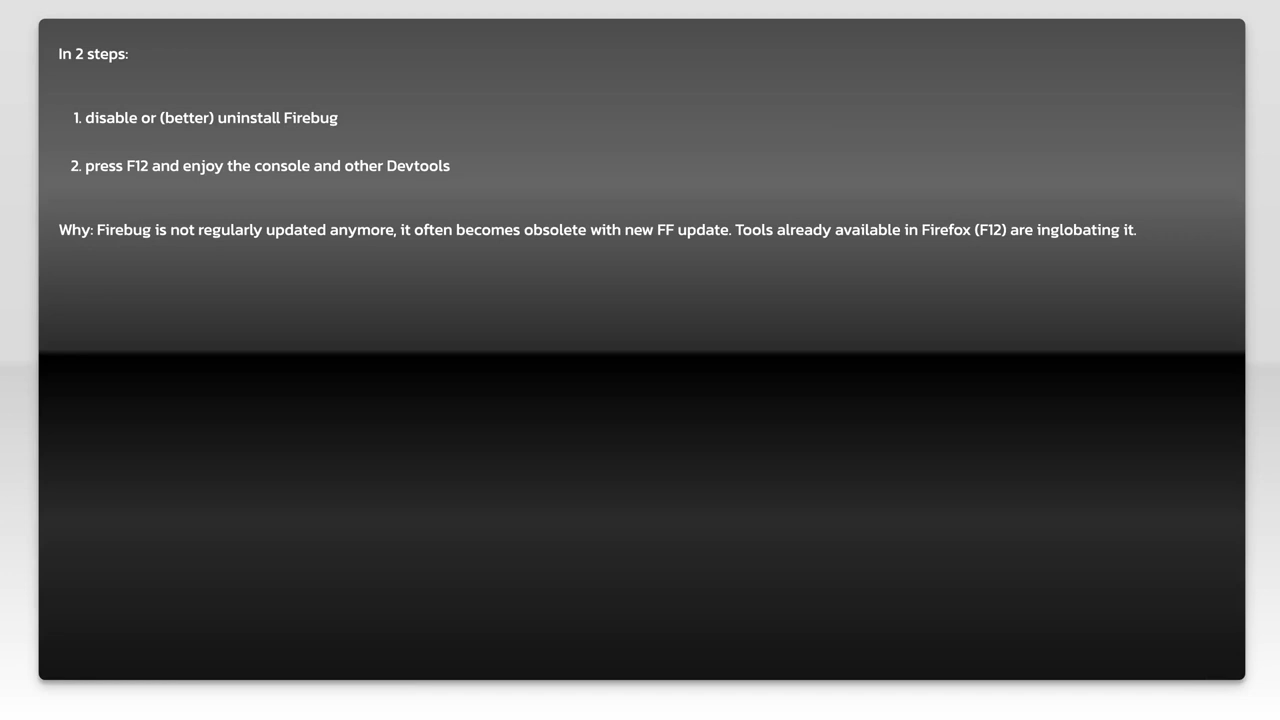 In 2 steps:
1. disable or (better) uninstall Firebug
2. press F12 and enjoy the console and other Devtools
Why: Firebug is not regularly updated anymore, it often becomes obsolete with new FF update. Tools already available in Firefox (F12) are inglobating it.